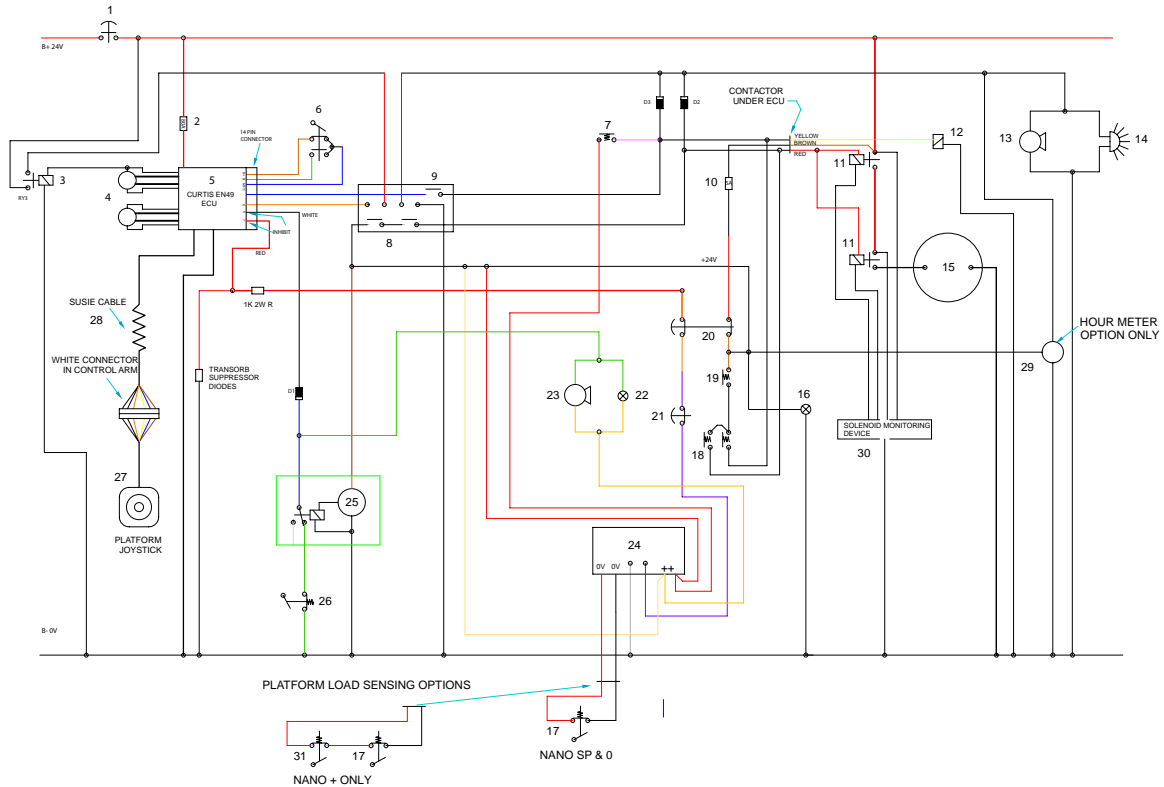 1
B+ 24V
CONTACTOR
UNDER ECU
D3
D2
6
2
14 PIN
CONNECTOR
7
YELLOW
BROWN
RED
12
13
14
3
RY3
4
5
CURTIS EN49
ECU
9
10
5A
11
WHITE
INHIBIT
RED
8
+24V
11
15
1K 2W R
SUSIE CABLE
28
20
HOUR METER
OPTION ONLY
WHITE CONNECTOR
IN CONTROL ARM
TRANSORB
SUPPRESSOR
DIODES
29
D1
23
22
19
16
21
18
SOLENOID MONITORING
DEVICE
30
27
PLATFORM
JOYSTICK
25
24
0V 0V ++
26
B- 0V
PLATFORM LOAD SENSING OPTIONS
17
31
17
NANO SP & 0
NANO + ONLY